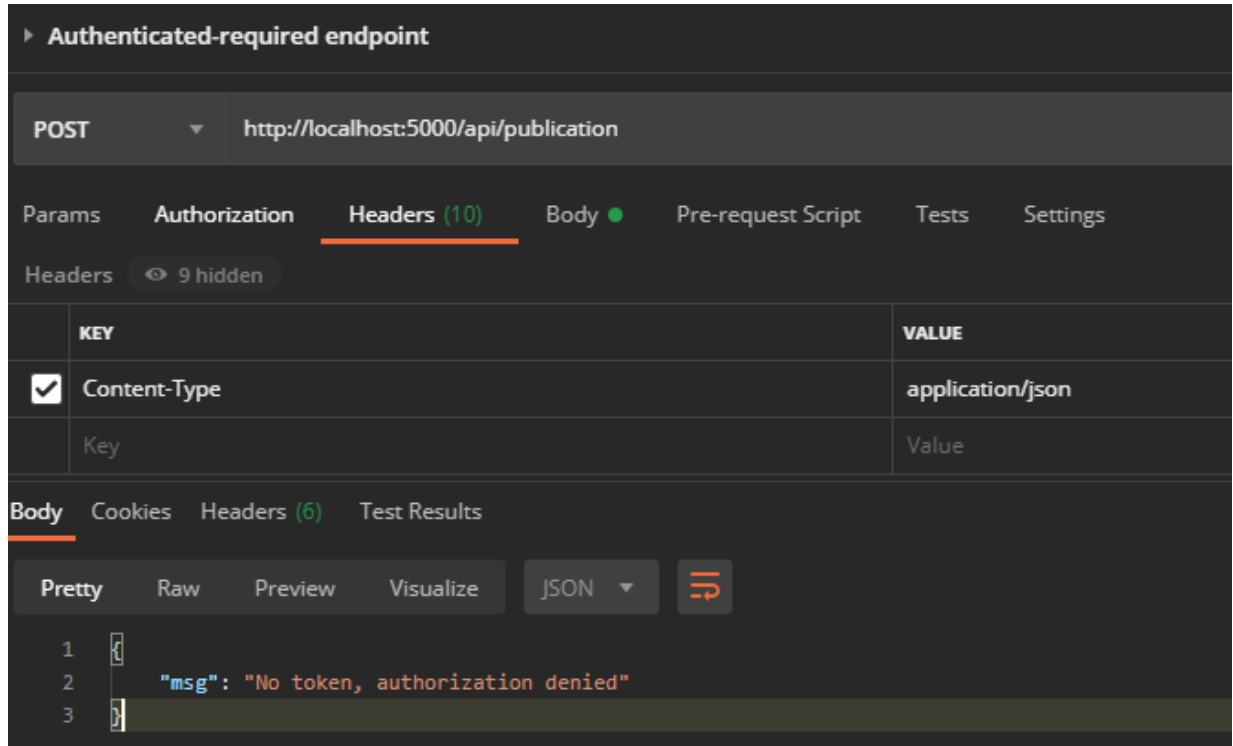 Authenticated-required endpoint
POST http://localhost:5000/api/publication
Params Authorization Headers (10) Body Pre-request Script Tests Settings
Headers 9 hidden
KEY VALUE
Content-Type application/json
Key Value
Body Cookies Headers (6) Test Results
Pretty Raw Preview Visualize JSON
1 {
2 "msg": "No token, authorization denied"
3 }